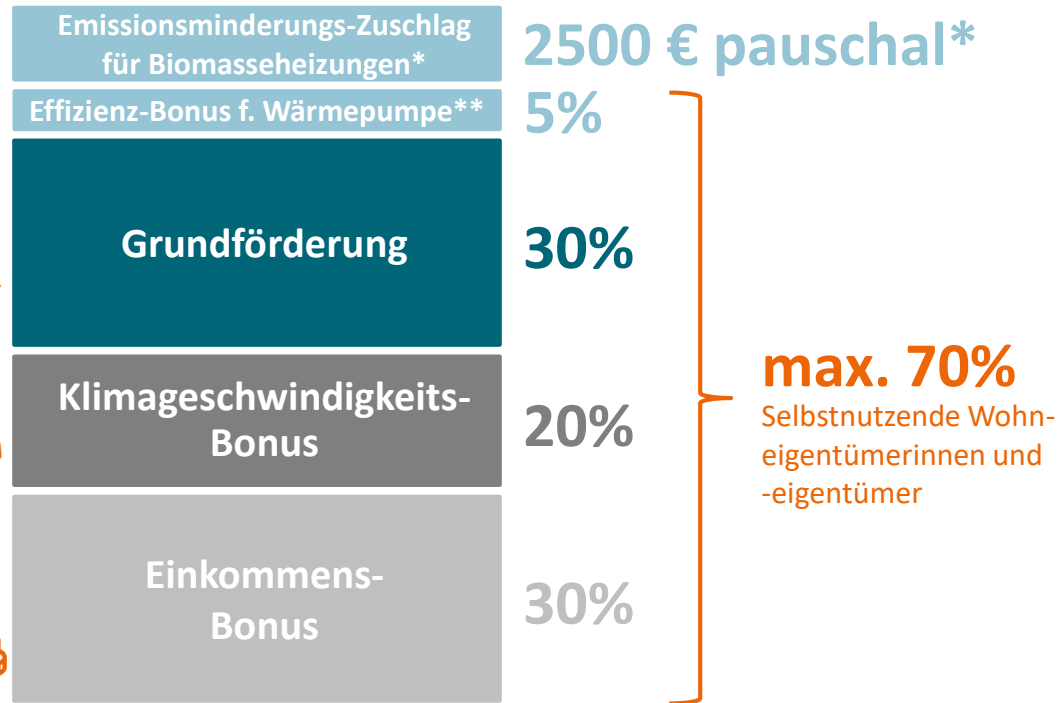 Emissionsminderungs-Zuschlag
für Biomasseheizungen*
2500 € pauschal*
Effizienz-Bonus f. Wärmepumpe**
5%
Grundförderung
30%
Klimageschwindigkeits-
Bonus
20%
Einkommens-
Bonus
30%
max. 70%
Selbstnutzende Wohn-
eigentümerinnen und
-eigentümer